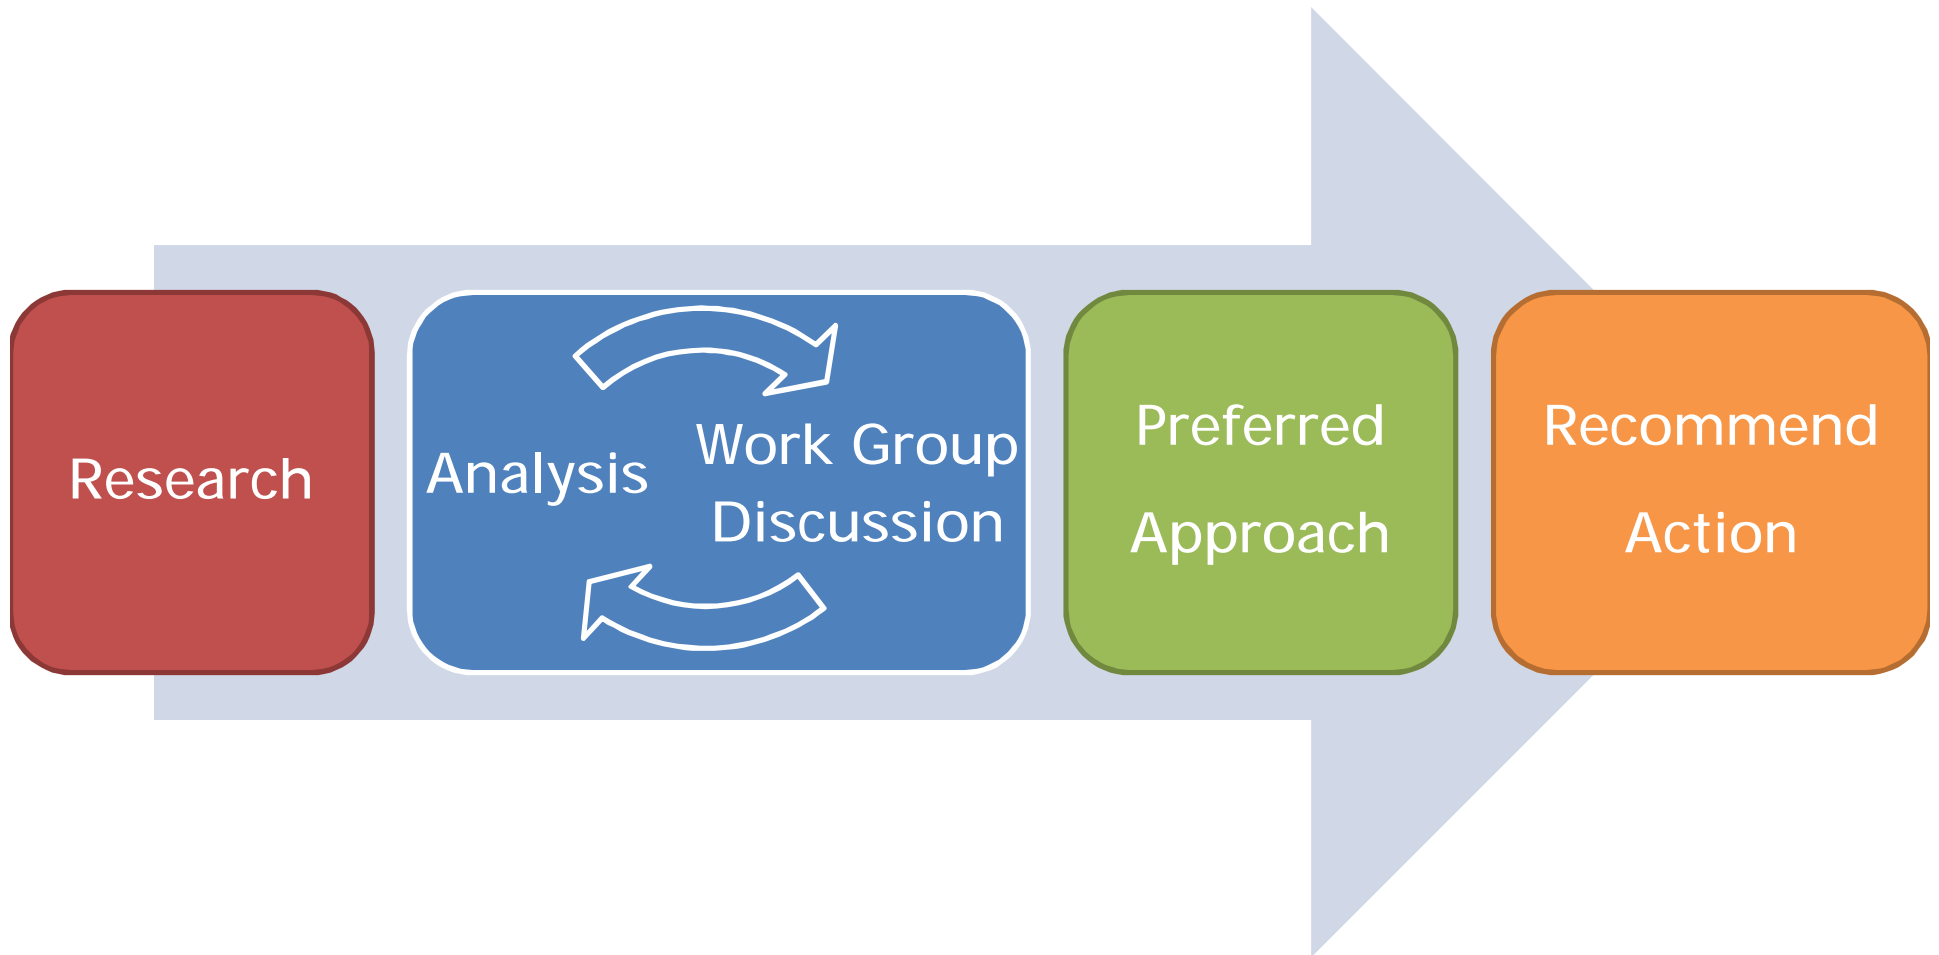 Research
Analysis
Work Group
Discussion
Preferred
Approach
Recommend
Action